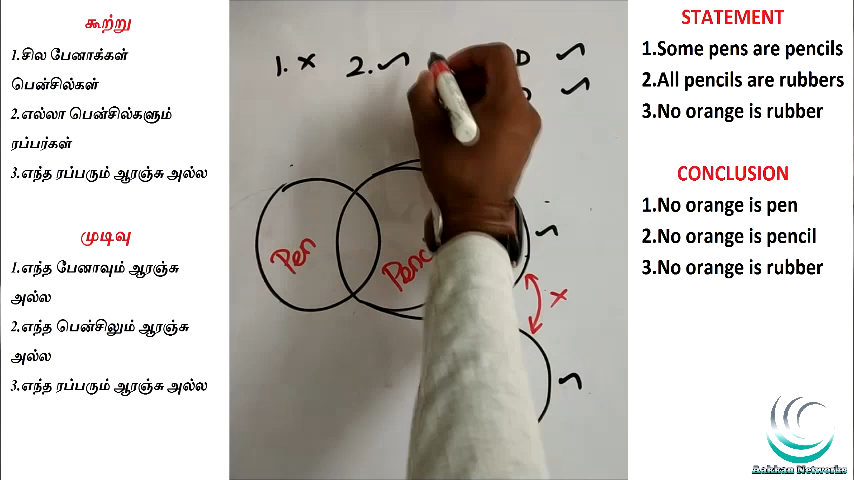 கூற்று
1.சில பேனாக்கள்
பென்சில்கள்
2.எல்லா பென்சில்களும்
ரப்பர்கள்
3.எந்த ரப்பரும் ஆரஞ்சு அல்ல
முடிவு
1.எந்த பேனாவும் ஆரஞ்சு
அல்ல
2.எந்த பென்சிலும் ஆரஞ்சு
அல்ல
3.எந்த ரப்பரும் ஆரஞ்சு அல்ல
1. x 2.
Pen
x
STATEMENT
1.Some pens are pencils
2.All pencils are rubbers
3.No orange is rubber
CONCLUSION
1.No orange is pen
2.No orange is pencil
3.No orange is rubber
Aakkan Networks